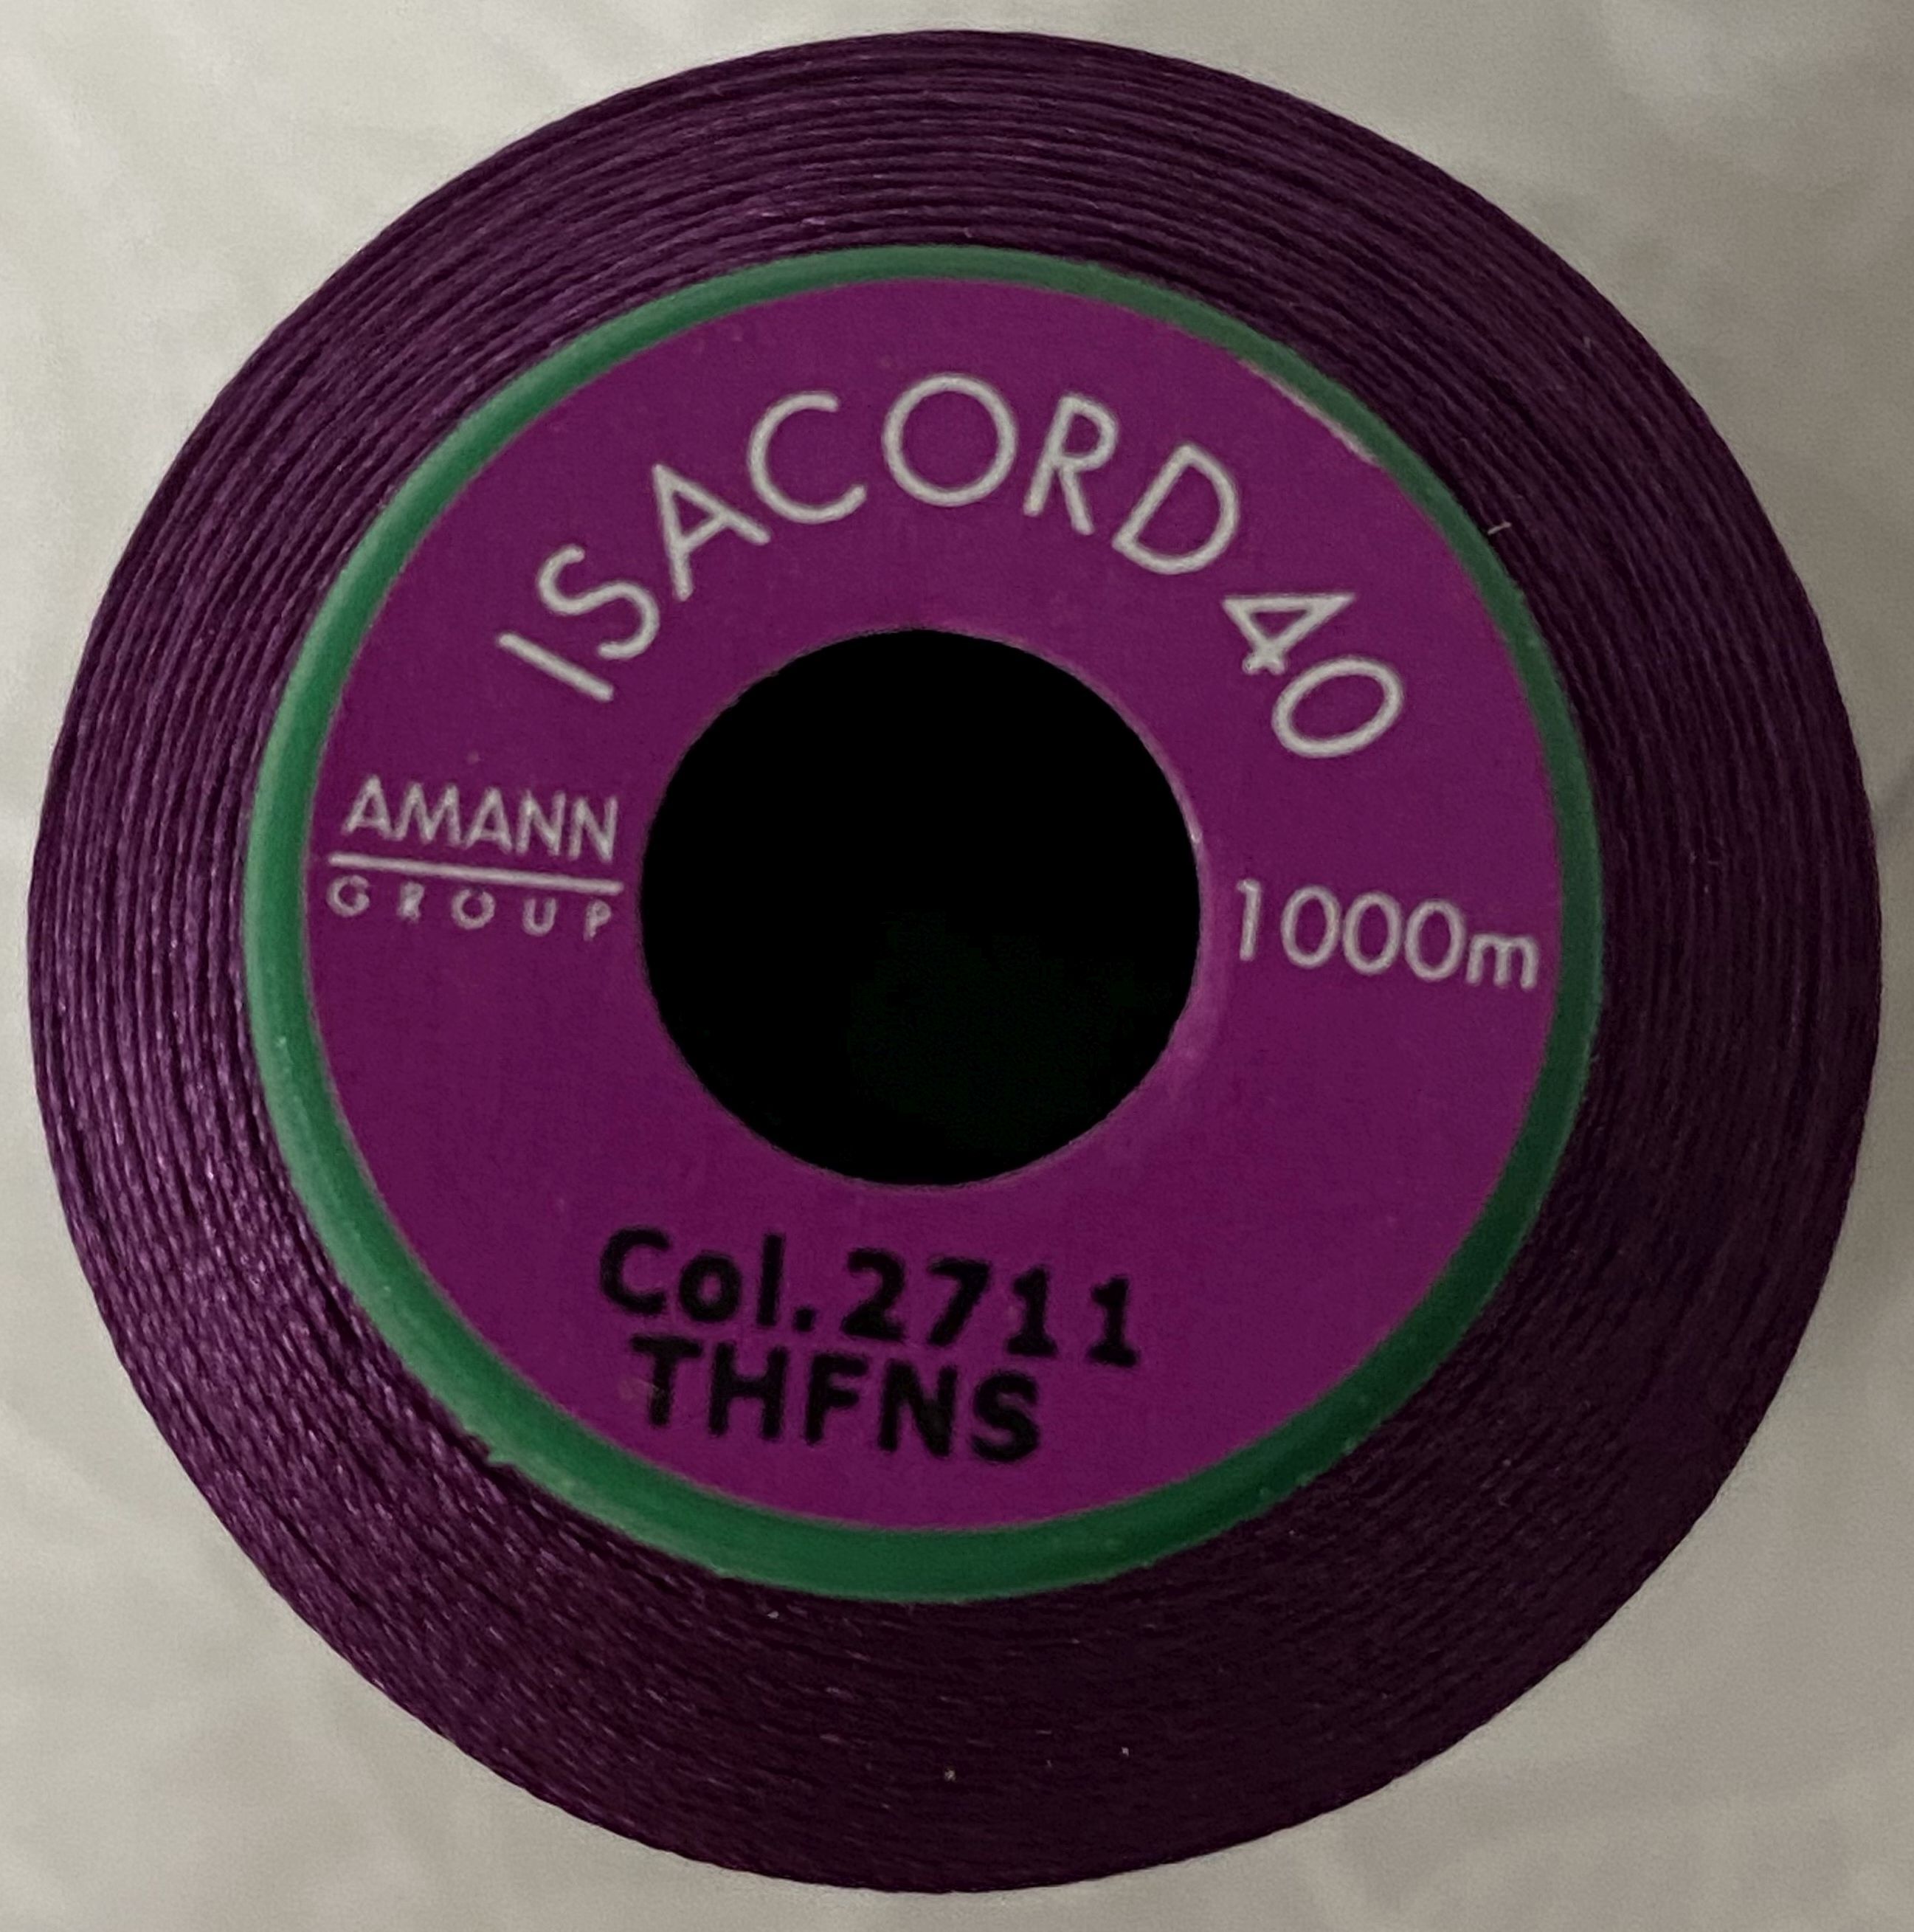 ISACORD 40
AMANN
GROUP
1000m
Col.2711
THFNS